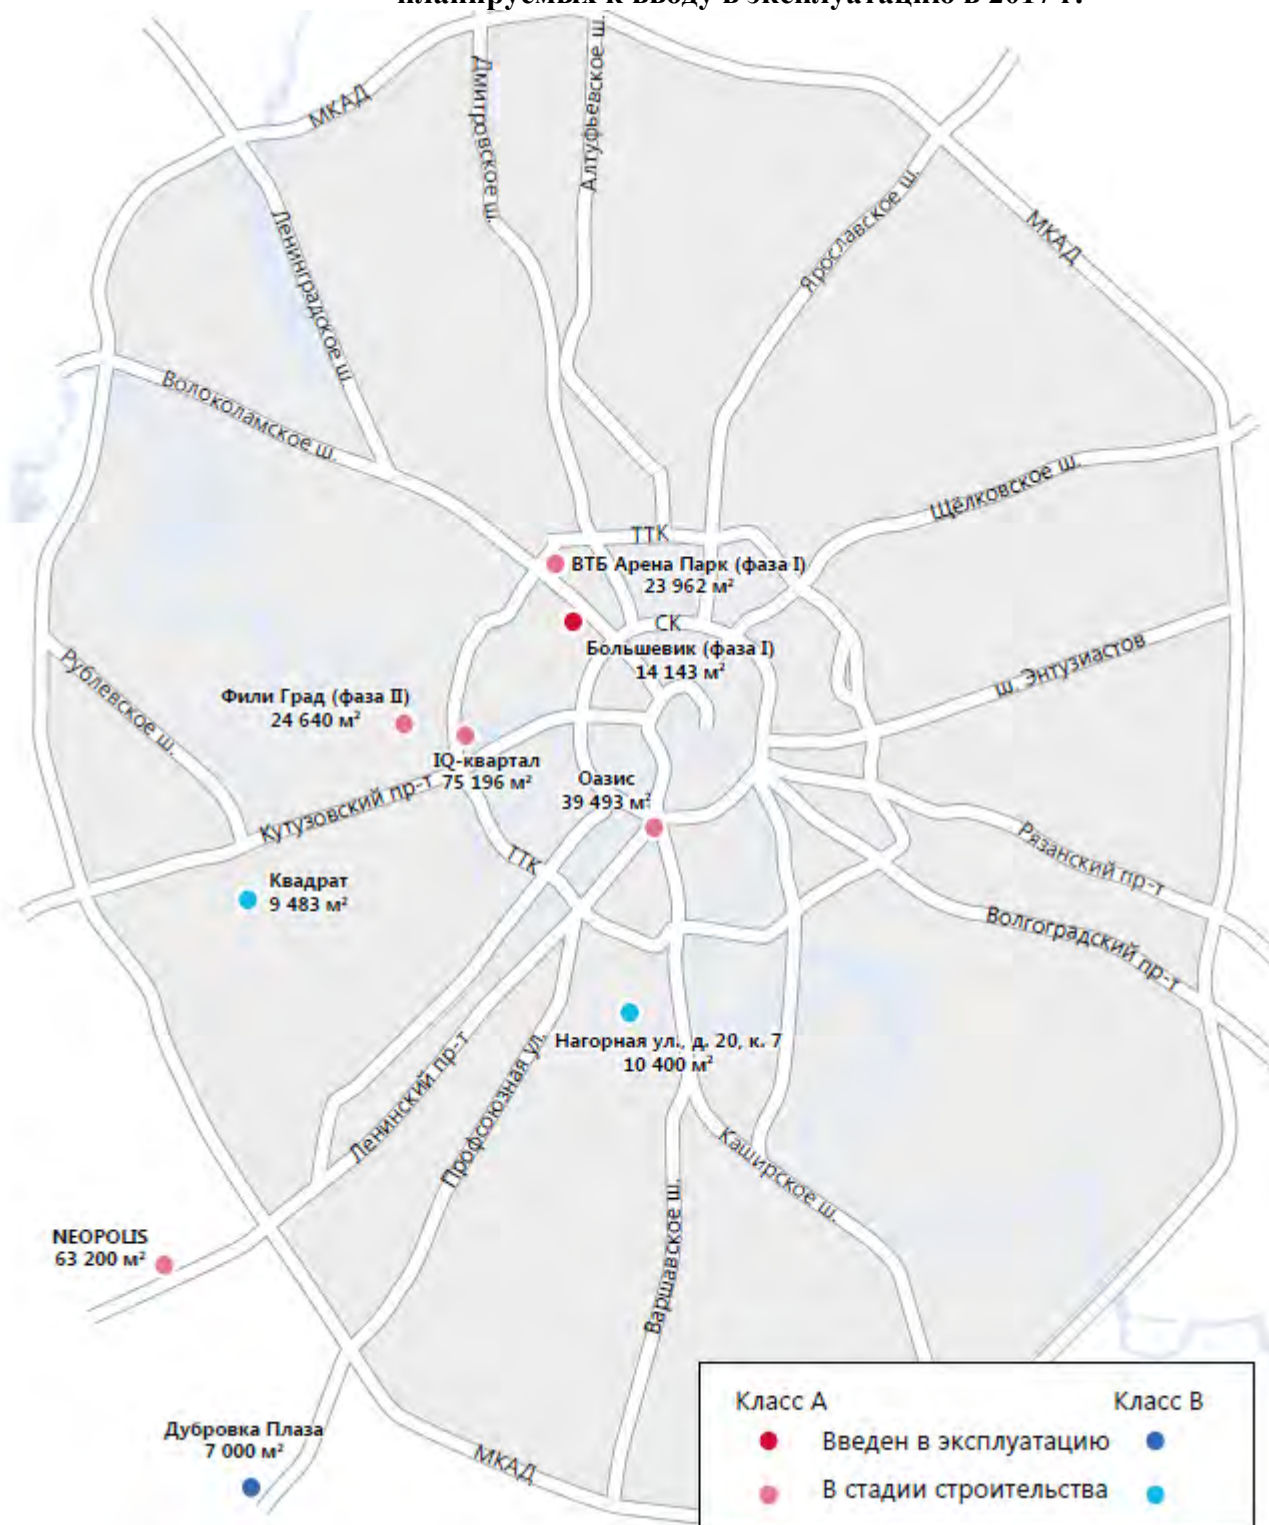 планируемых к вводу в эксплуатацию в 2017 г.
МКАД
Дмитровское ш.
Алтуфьевское ш.
Ярославское ш.
МКАД
Ленинградское ш.
Волоколамское ш.
Щёлковское ш.
ТТК
ВТБ Арена Парк (фаза I)
23 962 м²
СК
Большевик (фаза I)
14 143 м²
ш. Энтузиастов
Рублевское ш.
Фили Град (фаза II)
24 640 м²
IQ-квартал
75 196 м²
Оазис
39 493 м²
Кутузовский пр-т
ТТК
Рязанский пр-т
Квадрат
9 483 м²
Волгоградский пр-т
Нагорная ул., д. 20, к. 7
10 400 м²
Ленинский пр-т
Профсоюзная ул.
Каширское ш.
Варшавское ш.
NEOPOLIS
63 200 м²
Дубровка Плаза
7 000 м²
МКАД
Класс А
Класс В
Введен в эксплуатацию
В стадии строительства